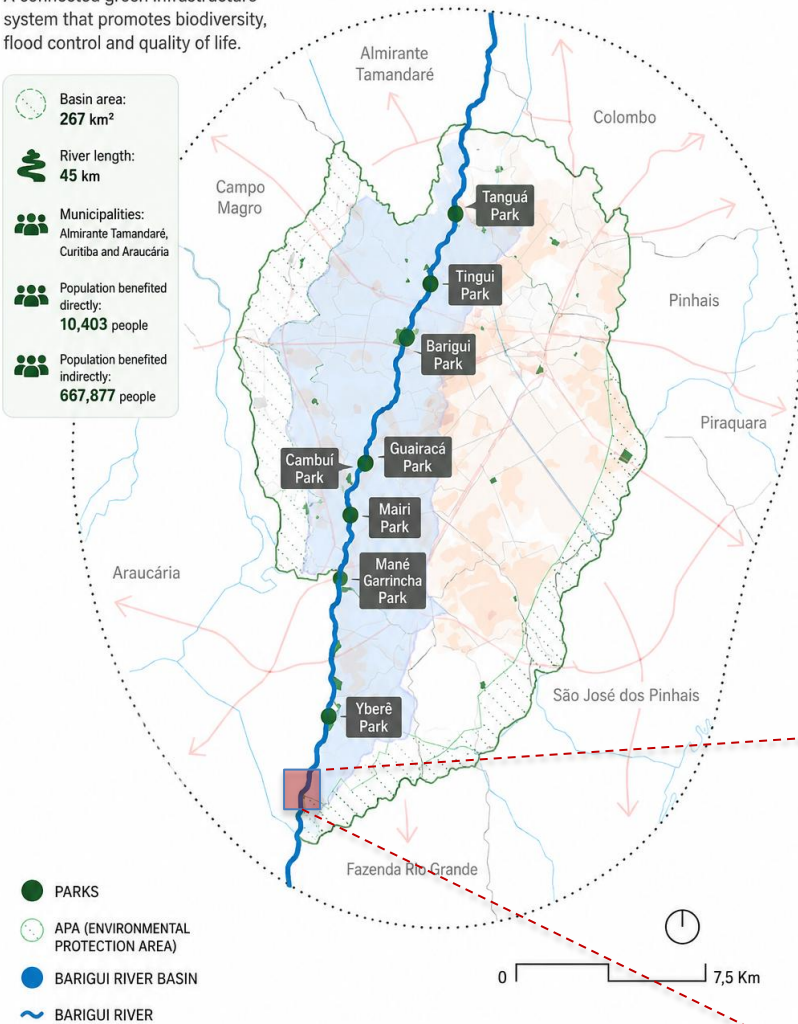 A connected green infrastructure
system that promotes biodiversity,
flood control and quality of life.
Basin area:
267 km²
River length:
45 km
Municipalities:
Almirante Tamandaré,
Curitiba and Araucária
Population benefited
directly:
10,403 people
Population benefited
indirectly:
667,877 people
Almirante
Tamandaré
Colombo
Campo
Magro
Tanguá
Park
Tingui
Park
Pinhais
Barigui
Park
Piraquara
Guairacá
Park
Cambuí
Park
Mairi
Park
Mané
Garrincha
Park
Araucária
São José dos Pinhais
Yberê
Park
Fazenda Rio Grande
PARKS
APA (ENVIRONMENTAL
PROTECTION AREA)
BARIGUI RIVER BASIN
BARIGUI RIVER
0 7,5 Km